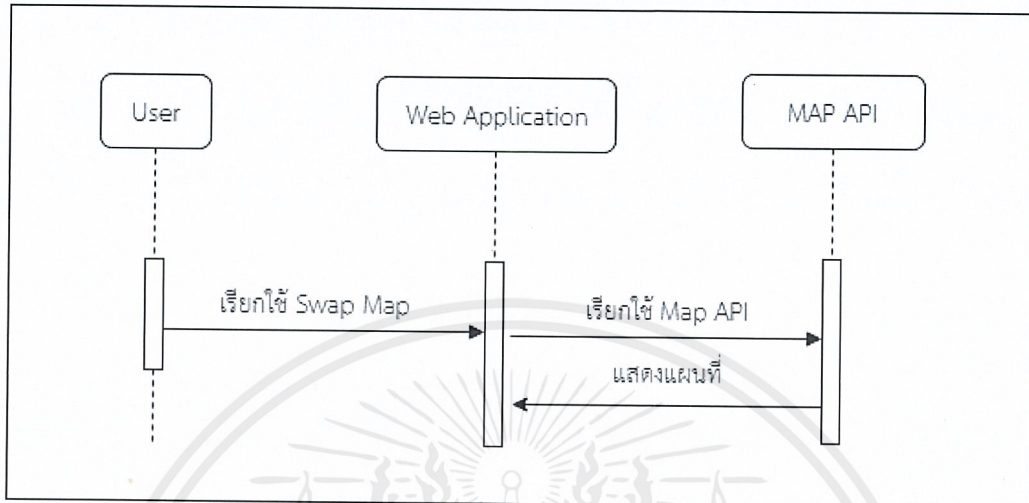 User
Web Application
MAP API
เรียกใช้ Swap Map
เรียกใช้ Map API
แสดงแผนที่